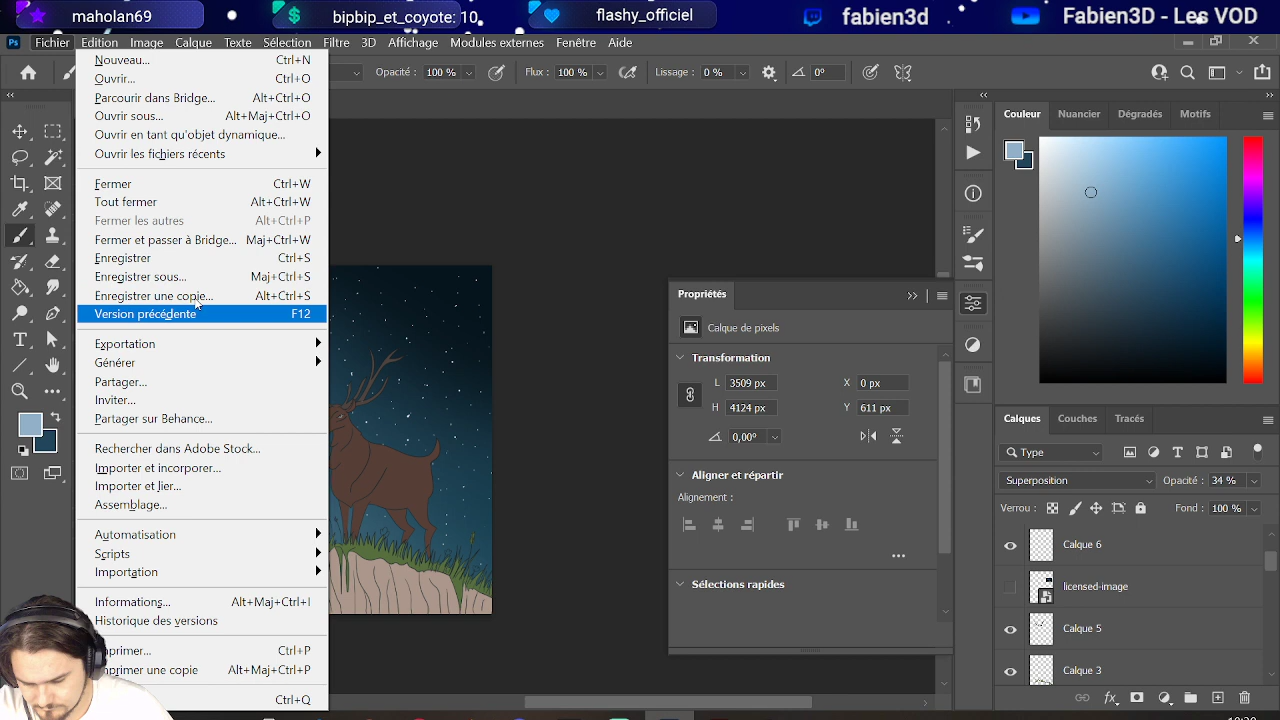 maholan69
bipbip_et_coyote: 10
flashy_officiel
fabien3d
Fabien3D - Les VOD
Ps
Fichier Edition Image Calque Texte Sélection Filtre 3D Affichage Modules externes Fenêtre Aide
Opacité : 100 % Flux : 100 % Lissage : 0 % 0°
Nouveau... Ctrl+N
Ouvrir... Ctrl+O
Parcourir dans Bridge... Alt+Ctrl+O
Ouvrir sous... Alt+Maj+Ctrl+O
Ouvrir en tant qu'objet dynamique...
Ouvrir les fichiers récents
Fermer Ctrl+W
Tout fermer Alt+Ctrl+W
Fermer les autres Alt+Ctrl+P
Fermer et passer à Bridge... Maj+Ctrl+W
Enregistrer Ctrl+S
Enregistrer sous... Maj+Ctrl+S
Enregistrer une copie... Alt+Ctrl+S
Version précédente F12
Exportation
Générer
Partager...
Inviter...
Partager sur Behance...
Rechercher dans Adobe Stock...
Importer et incorporer...
Importer et lier...
Assemblage...
Automatisation
Scripts
Importation
Informations... Alt+Maj+Ctrl+I
Historique des versions
primer... Ctrl+P
primer une copie Alt+Maj+Ctrl+P
Ctrl+Q
Propriétés
Calque de pixels
Transformation
L 3509 px X 0 px
H 4124 px Y 611 px
0,00°
Aligner et répartir
Alignement :
Sélections rapides
Couleur Nuancier Dégradés Motifs
Calques Couches Tracés
Type
Superposition Opacité : 34 %
Verrou : Fond : 100 %
Calque 6
licensed-image
Calque 5
Calque 3
fx